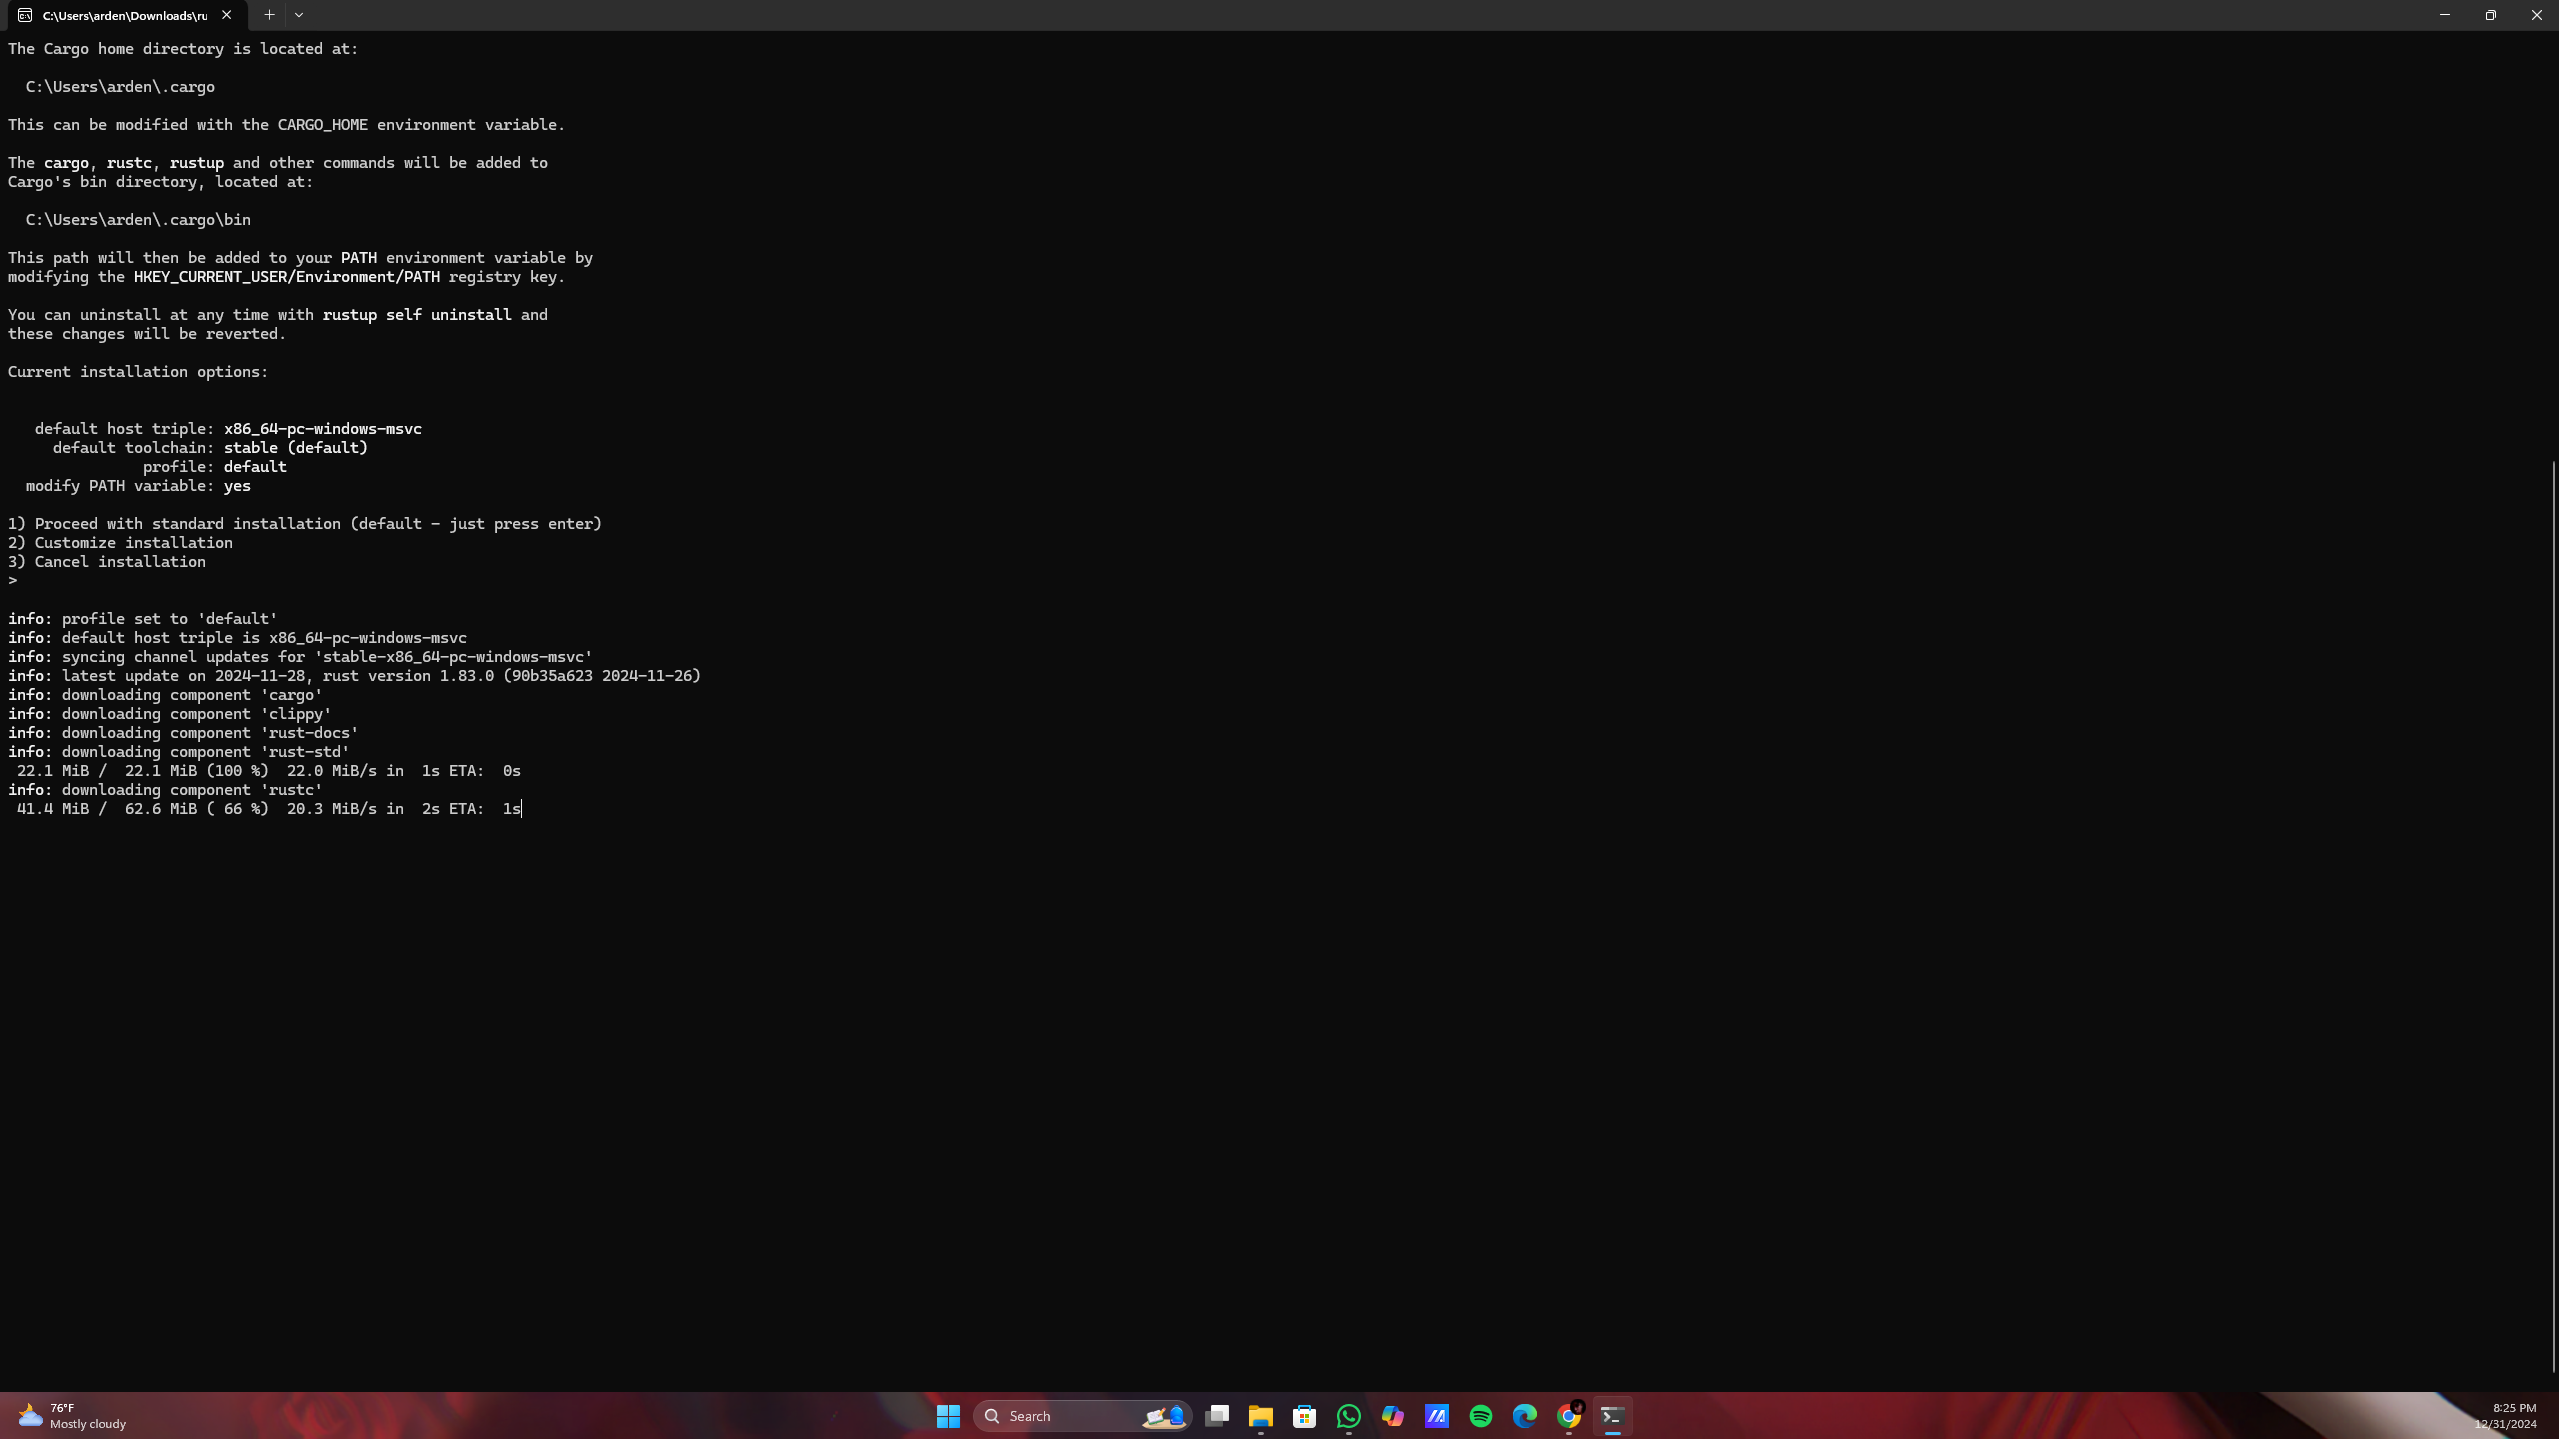 C:\Users\arden\Downloads\ru
The Cargo home directory is located at:
C:\Users\arden\.cargo
This can be modified with the CARGO_HOME environment variable.
The cargo, rustc, rustup and other commands will be added to
Cargo's bin directory, located at:
C:\Users\arden\.cargo\bin
This path will then be added to your PATH environment variable by
modifying the HKEY_CURRENT_USER/Environment/PATH registry key.
You can uninstall at any time with rustup self uninstall and
these changes will be reverted.
Current installation options:
default host triple: x86_64-pc-windows-msvc
default toolchain: stable (default)
profile: default
modify PATH variable: yes
1) Proceed with standard installation (default - just press enter)
2) Customize installation
3) Cancel installation
>
info: profile set to 'default'
info: default host triple is x86_64-pc-windows-msvc
info: syncing channel updates for 'stable-x86_64-pc-windows-msvc'
info: latest update on 2024-11-28, rust version 1.83.0 (90b35a623 2024-11-26)
info: downloading component 'cargo'
info: downloading component 'clippy'
info: downloading component 'rust-docs'
info: downloading component 'rust-std'
22.1 MiB / 22.1 MiB (100 %) 22.0 MiB/s in 1s ETA: 0s
info: downloading component 'rustc'
41.4 MiB / 62.6 MiB ( 66 %) 20.3 MiB/s in 2s ETA: 1s
76°F
Mostly cloudy
Search
8:25 PM
12/31/2024